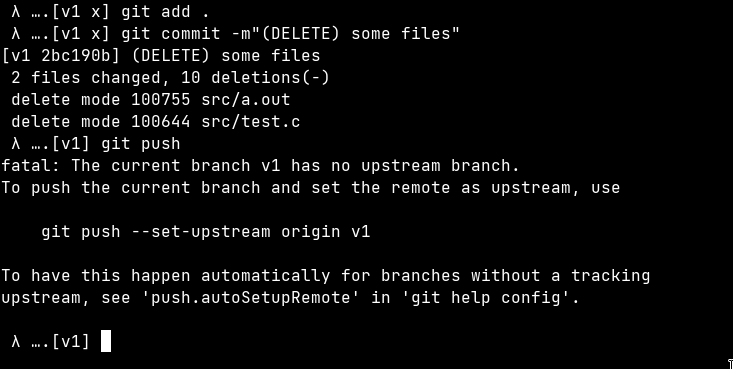 λ ….[v1 x] git add .
λ ….[v1 x] git commit -m"(DELETE) some files"
[v1 2bc190b] (DELETE) some files
2 files changed, 10 deletions(-)
delete mode 100755 src/a.out
delete mode 100644 src/test.c
λ ….[v1] git push
fatal: The current branch v1 has no upstream branch.
To push the current branch and set the remote as upstream, use
git push --set-upstream origin v1
To have this happen automatically for branches without a tracking
upstream, see 'push.autoSetupRemote' in 'git help config'.
λ ….[v1]